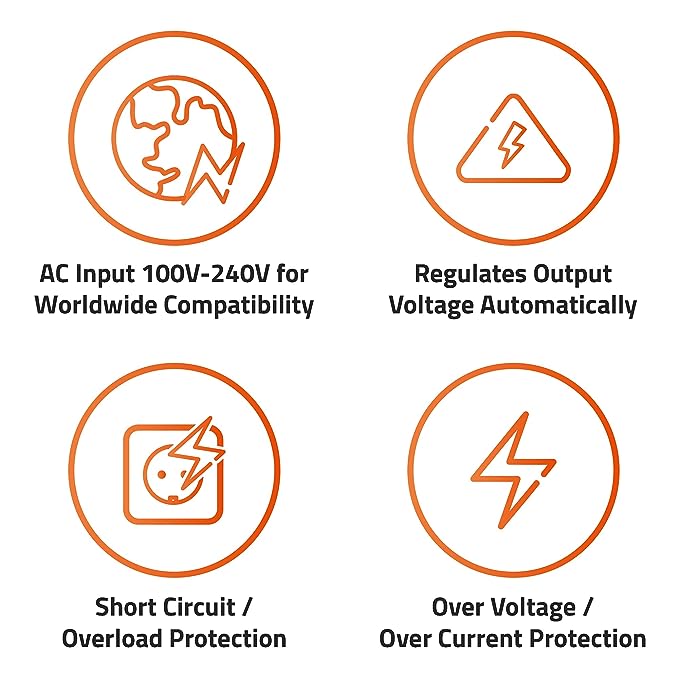 AC Input 100V-240V for
Worldwide Compatibility
Regulates Output
Voltage Automatically
Short Circuit /
Overload Protection
Over Voltage /
Over Current Protection